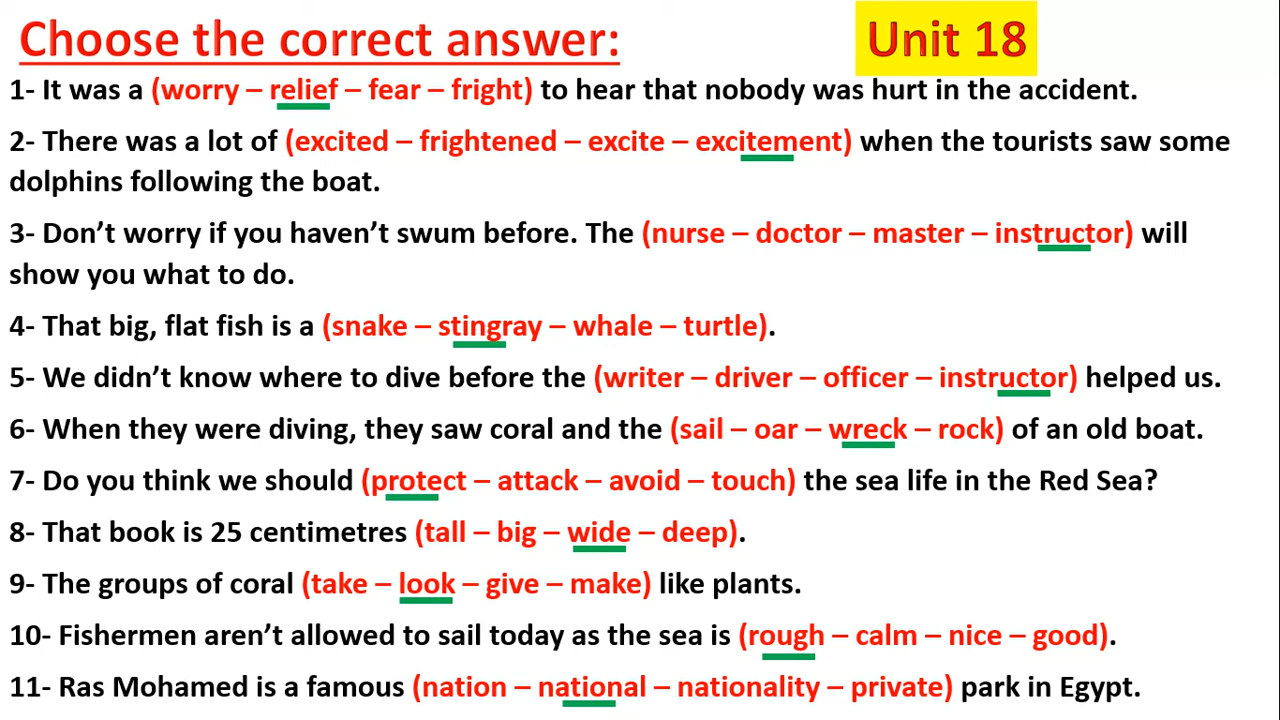 Choose the correct answer: Unit 18
1- It was a (worry – relief – fear – fright) to hear that nobody was hurt in the accident.
2- There was a lot of (excited – frightened – excite – excitement) when the tourists saw some
dolphins following the boat.
3- Don’t worry if you haven’t swum before. The (nurse – doctor – master – instructor) will
show you what to do.
4- That big, flat fish is a (snake – stingray – whale – turtle).
5- We didn’t know where to dive before the (writer – driver – officer – instructor) helped us.
6- When they were diving, they saw coral and the (sail – oar – wreck – rock) of an old boat.
7- Do you think we should (protect – attack – avoid – touch) the sea life in the Red Sea?
8- That book is 25 centimetres (tall – big – wide – deep).
9- The groups of coral (take – look – give – make) like plants.
10- Fishermen aren’t allowed to sail today as the sea is (rough – calm – nice – good).
11- Ras Mohamed is a famous (nation – national – nationality – private) park in Egypt.